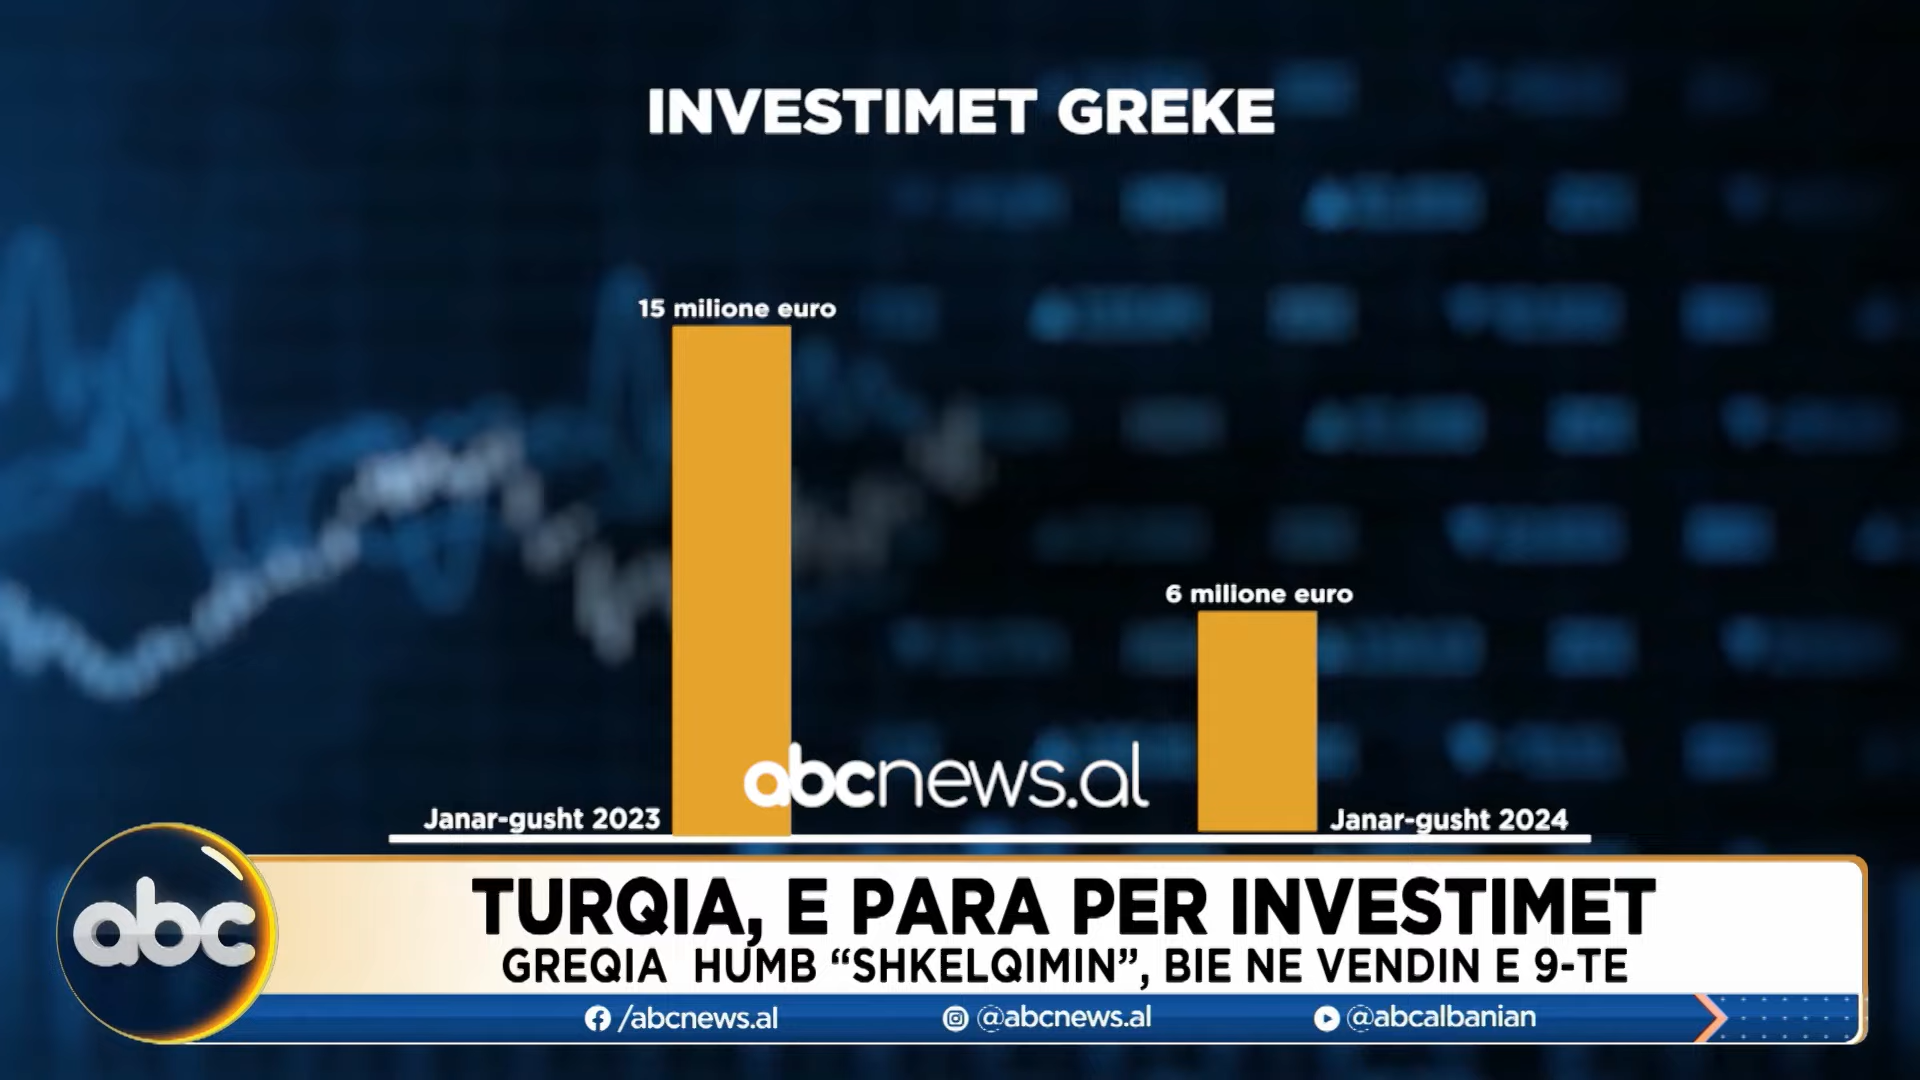 INVESTIMET GREKE
15 milione euro
6 milione euro
abcnews.al
Janar-gusht 2023
Janar-gusht 2024
abc
TURQIA, E PARA PER INVESTIMET
GREQIA HUMB “SHKELQIMIN”, BIE NE VENDIN E 9-TE
/abcnews.al
@abcnews.al
@abcalbanian